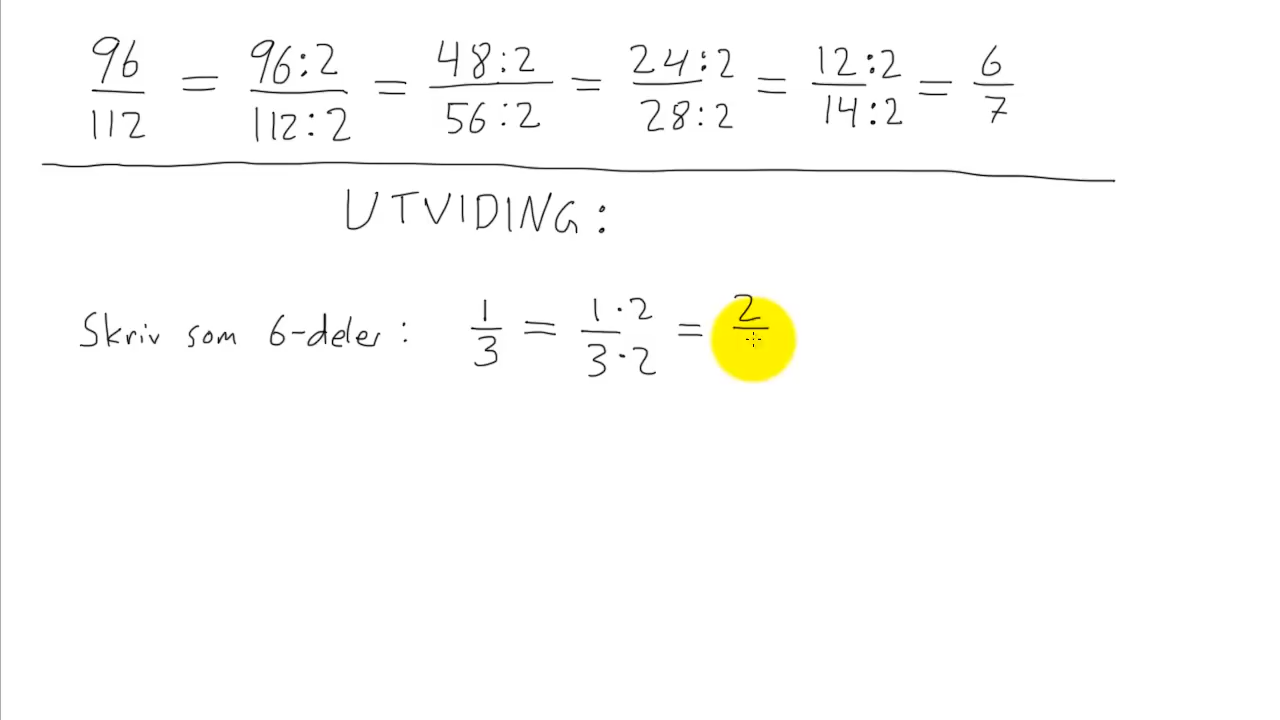 96/112 = 96:2/112:2 = 48:2/56:2 = 24:2/28:2 = 12:2/14:2 = 6/7
UTVIDING:
Skriv som 6-deler: 1/3 = 1·2/3·2 = 2/